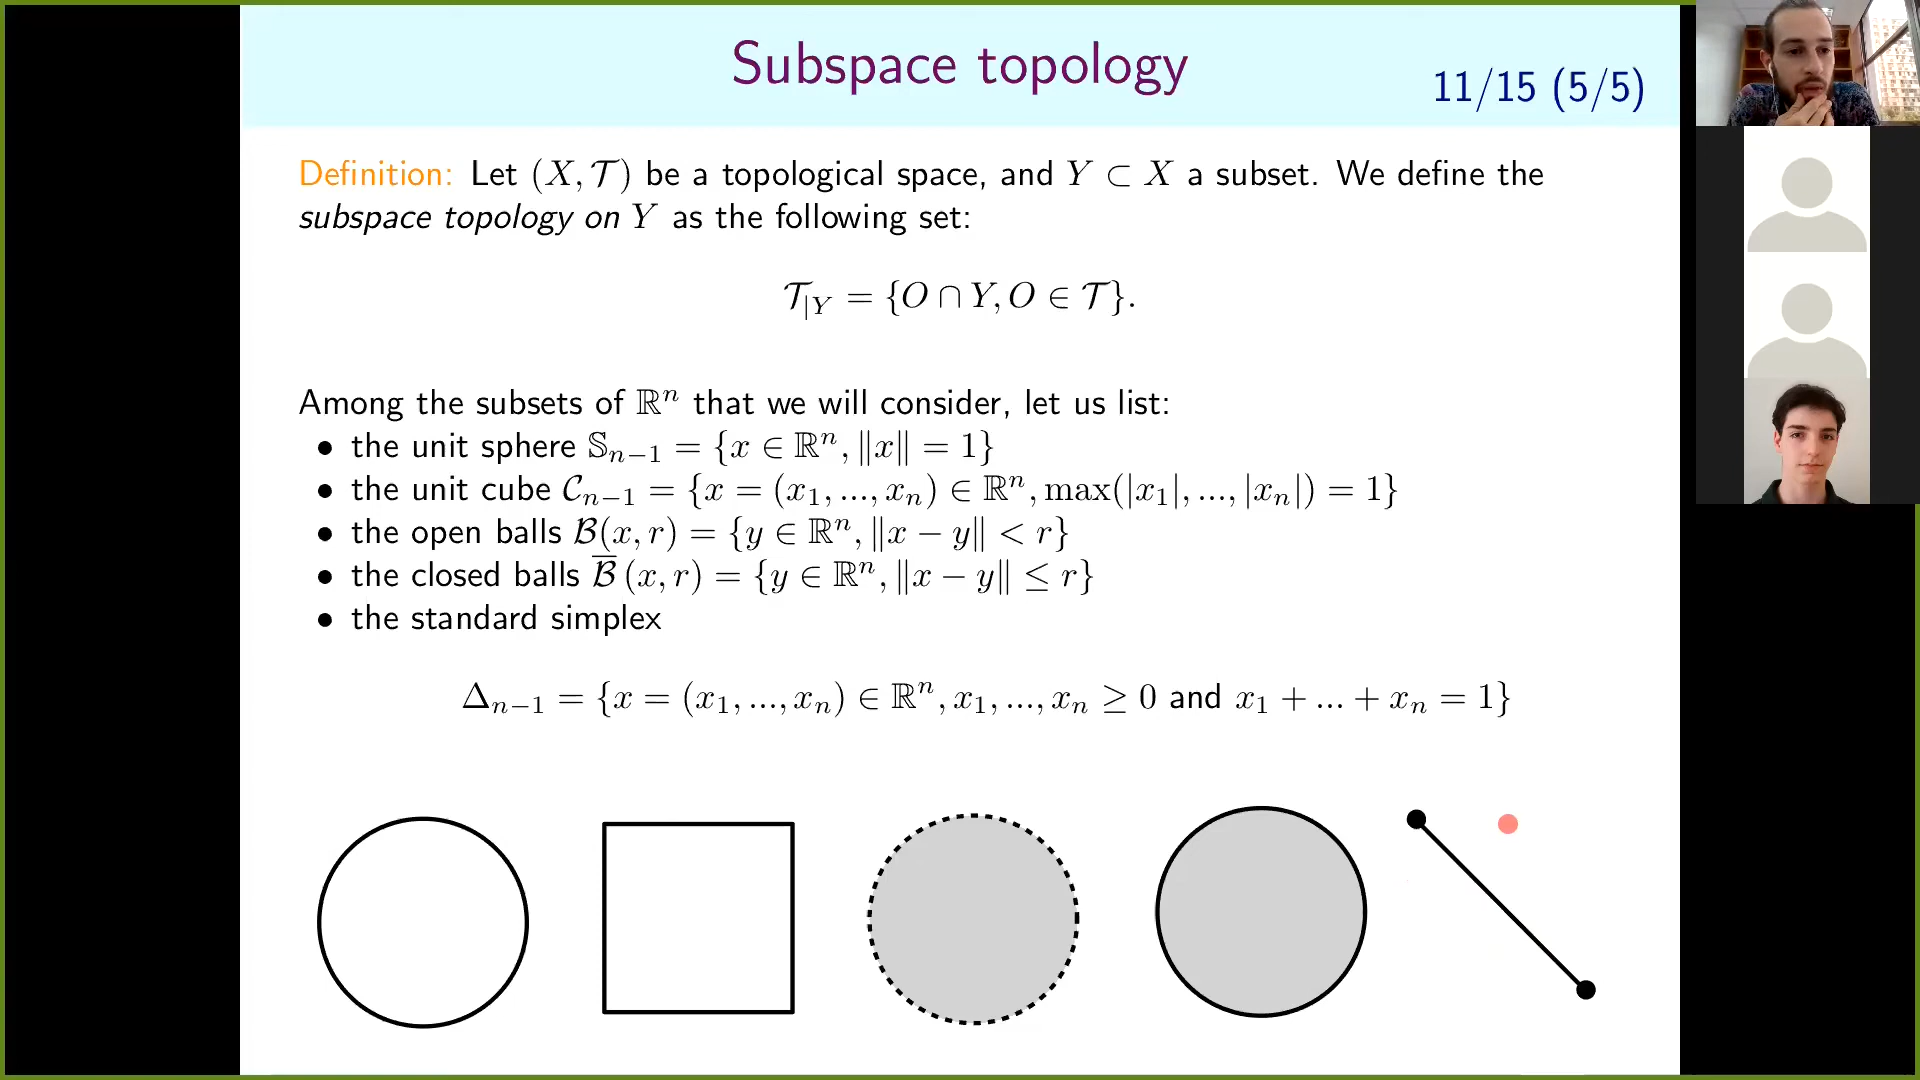 Subspace topology
11/15 (5/5)
Definition: Let (X, 𝒯) be a topological space, and Y ⊂ X a subset. We define the
subspace topology on Y as the following set:
𝒯|Y = {O ∩ Y, O ∈ 𝒯}.
Among the subsets of ℝⁿ that we will consider, let us list:
• the unit sphere 𝕊ₙ₋₁ = {x ∈ ℝⁿ, ‖x‖ = 1}
• the unit cube 𝒞ₙ₋₁ = {x = (x₁, ..., xₙ) ∈ ℝⁿ, max(|x₁|, ..., |xₙ|) = 1}
• the open balls ℬ(x, r) = {y ∈ ℝⁿ, ‖x − y‖ < r}
• the closed balls ℬ̅ (x, r) = {y ∈ ℝⁿ, ‖x − y‖ ≤ r}
• the standard simplex
Δₙ₋₁ = {x = (x₁, ..., xₙ) ∈ ℝⁿ, x₁, ..., xₙ ≥ 0 and x₁ + ... + xₙ = 1}